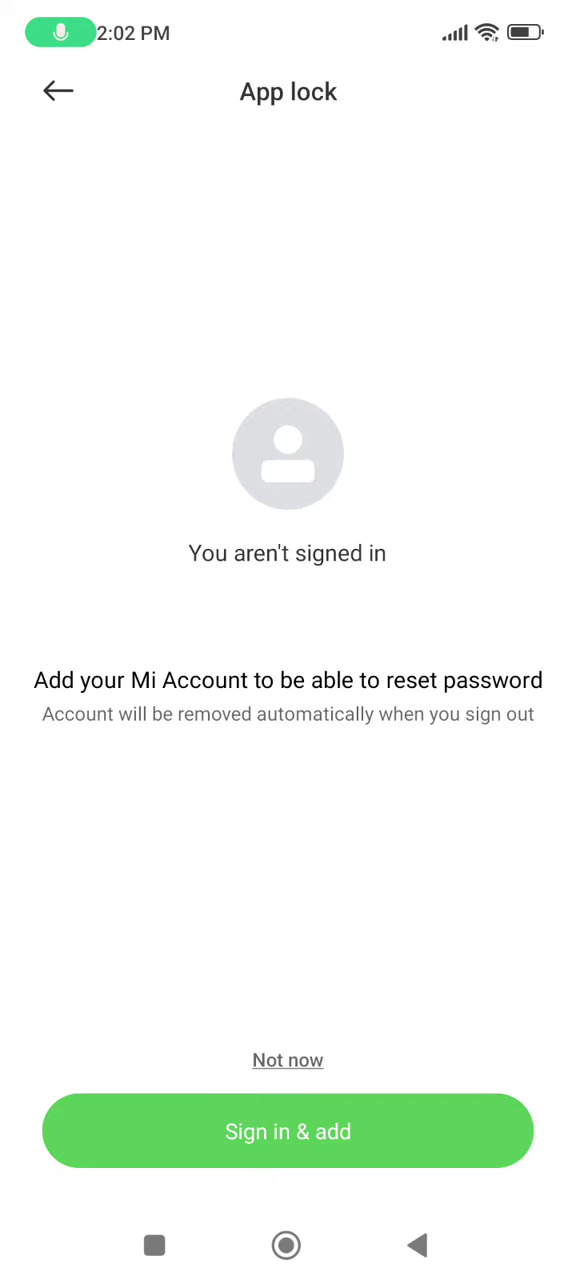 2:02 PM
App lock
You aren't signed in
Add your Mi Account to be able to reset password
Account will be removed automatically when you sign out
Not now
Sign in & add